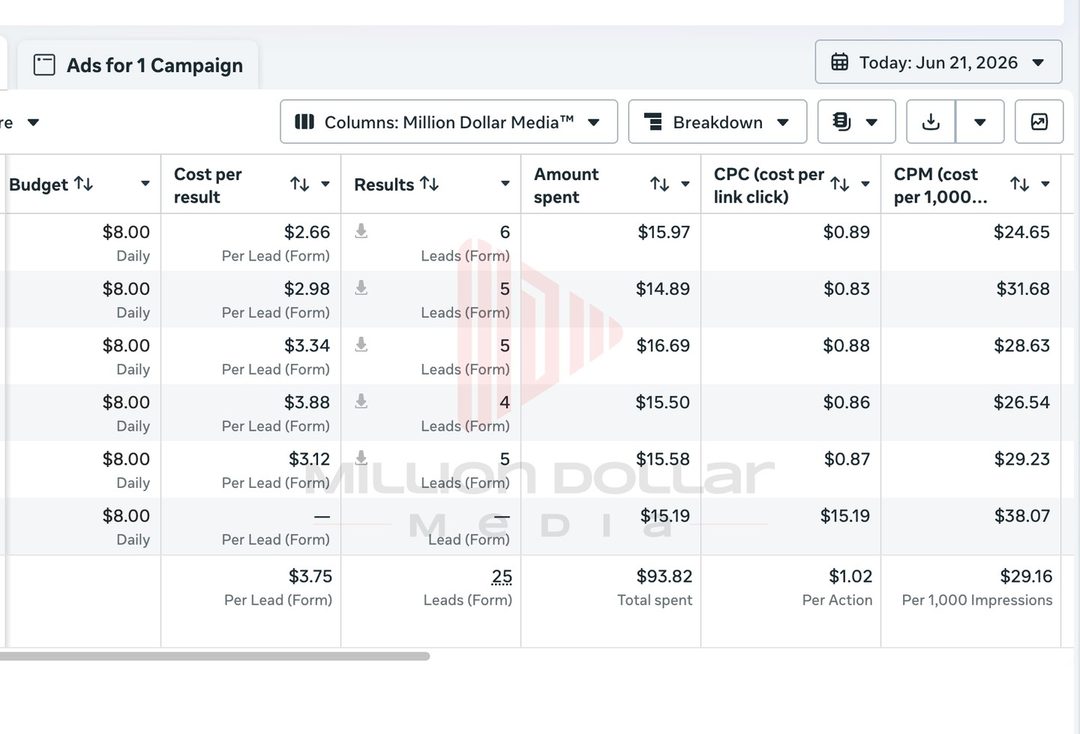 Ads for 1 Campaign
Today: Jun 21, 2026
re
Columns: Million Dollar Media™
Breakdown
Budget
Cost per result
Results
Amount spent
CPC (cost per link click)
CPM (cost per 1,000...
$8.00 $2.66 6 $15.97 $0.89 $24.65
Daily Per Lead (Form) Leads (Form)
$8.00 $2.98 5 $14.89 $0.83 $31.68
Daily Per Lead (Form) Leads (Form)
$8.00 $3.34 5 $16.69 $0.88 $28.63
Daily Per Lead (Form) Leads (Form)
$8.00 $3.88 4 $15.50 $0.86 $26.54
Daily Per Lead (Form) Leads (Form)
$8.00 $3.12 5 $15.58 $0.87 $29.23
Daily Per Lead (Form) Leads (Form)
$8.00 — — $15.19 $15.19 $38.07
Daily Per Lead (Form) Lead (Form)
$3.75 25 $93.82 $1.02 $29.16
Per Lead (Form) Leads (Form) Total spent Per Action Per 1,000 Impressions
MILLION DOLLAR
MEDIA